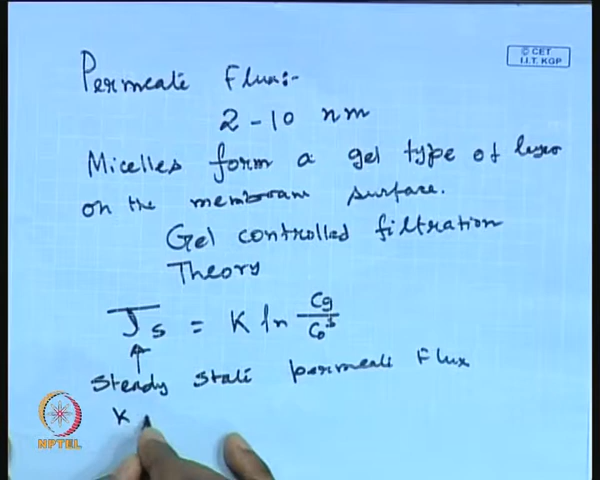 © CET
I.I.T. KGP
Permeate Flux:-
2 - 10 nm
Micelles form a gel type of layer
on the membrane surface.
Gel controlled filtration
Theory
Js = K ln Cg/Co
Steady state permeate Flux
K
NPTEL